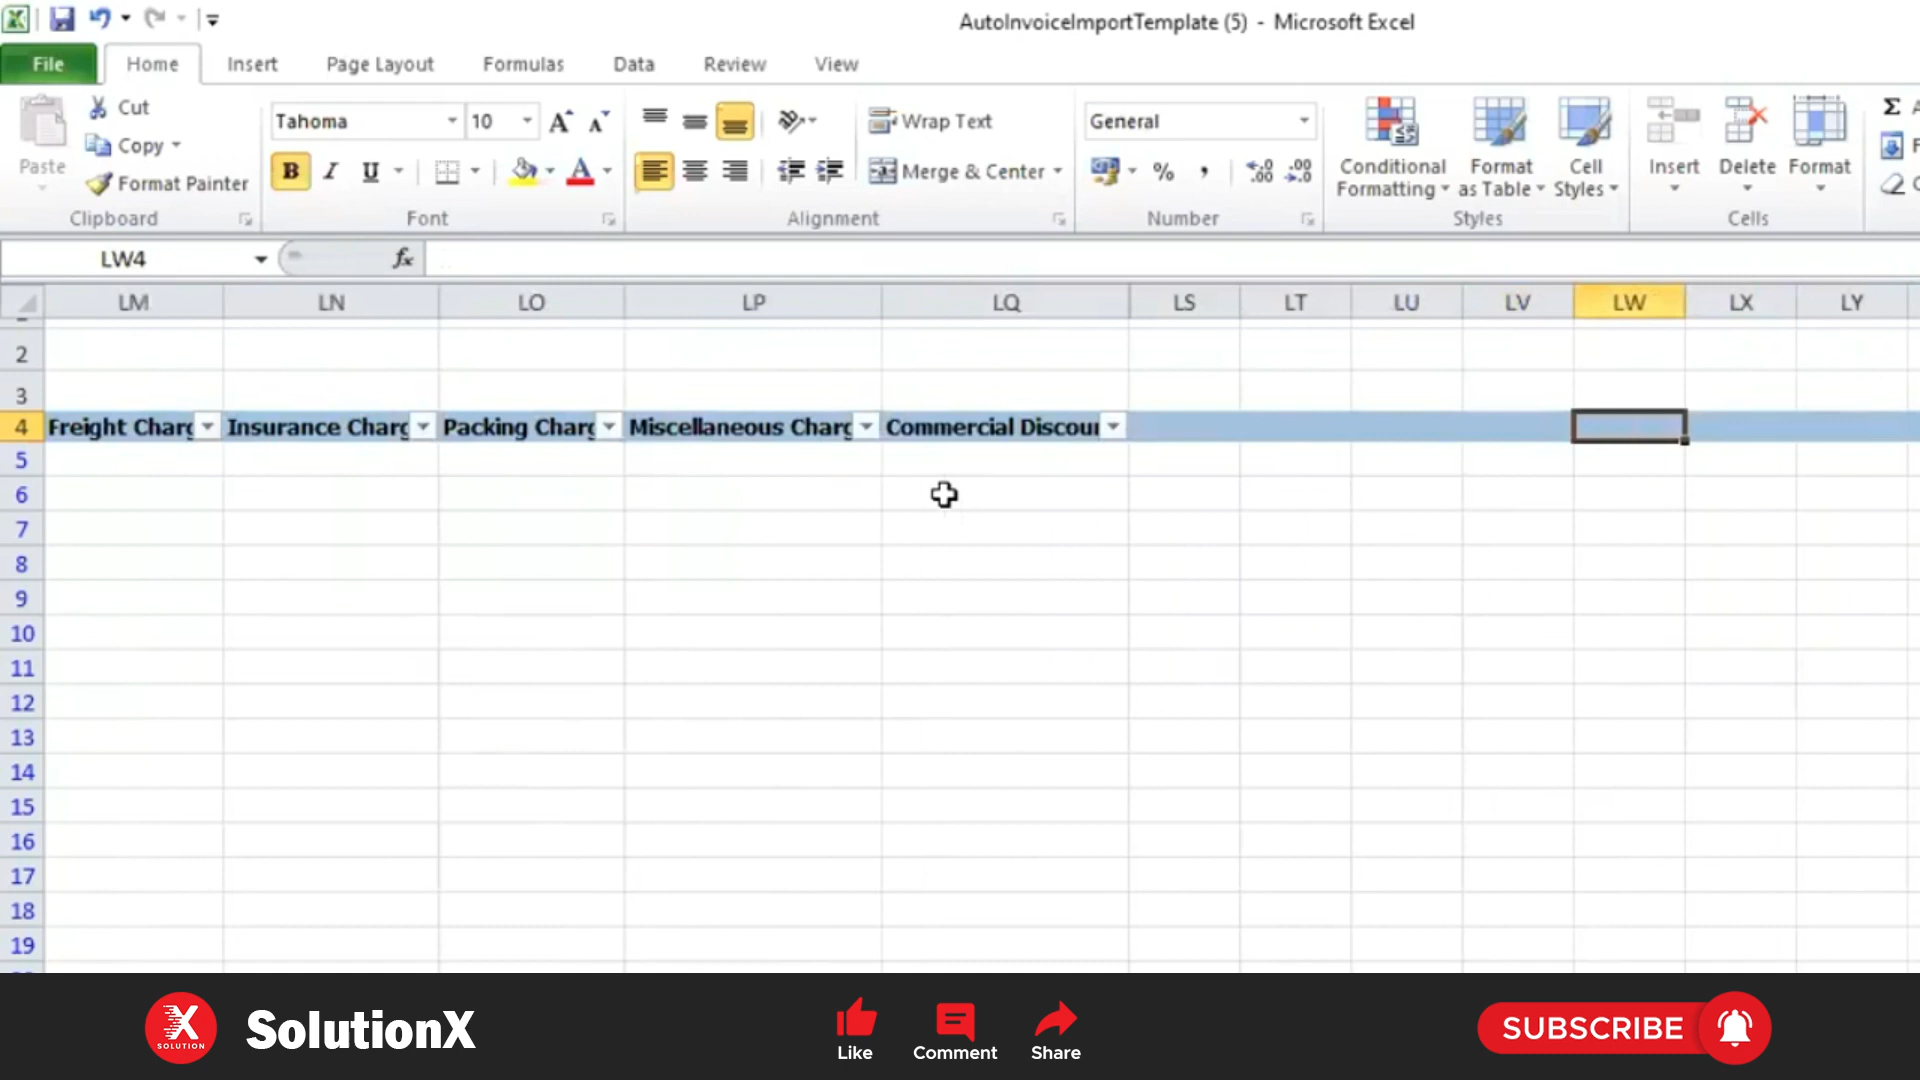 AutoInvoiceImportTemplate (5) - Microsoft Excel
File Home Insert Page Layout Formulas Data Review View
Paste
Cut
Copy
Format Painter
Clipboard
Tahoma 10
B I U
Font
Wrap Text
Merge & Center
Alignment
General
%
Number
Conditional Formatting
Format as Table
Cell Styles
Styles
Insert Delete Format
Cells
LW4 fx
LM LN LO LP LQ LS LT LU LV LW LX LY
2
3
4 Freight Charg Insurance Charg Packing Charg Miscellaneous Charg Commercial Discou
5
6
7
8
9
10
11
12
13
14
15
16
17
18
19
X SOLUTION
SolutionX
Like Comment Share
SUBSCRIBE